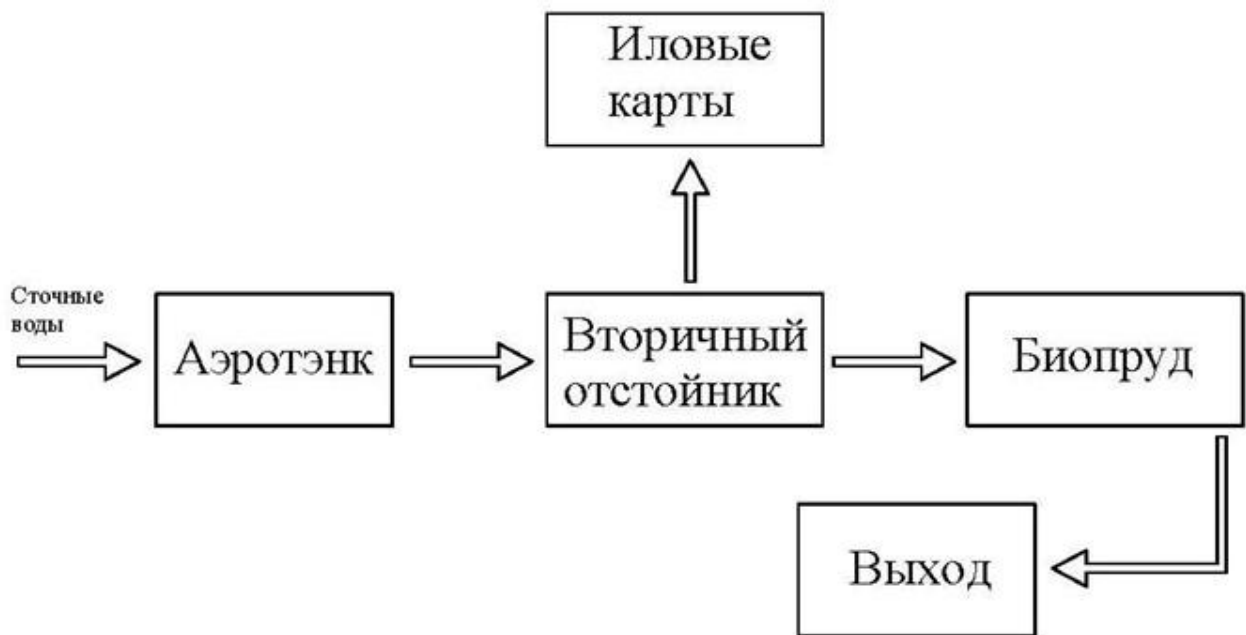 Иловые
карты
Сточные
воды
Аэротэнк
Вторичный
отстойник
Биопруд
Выход